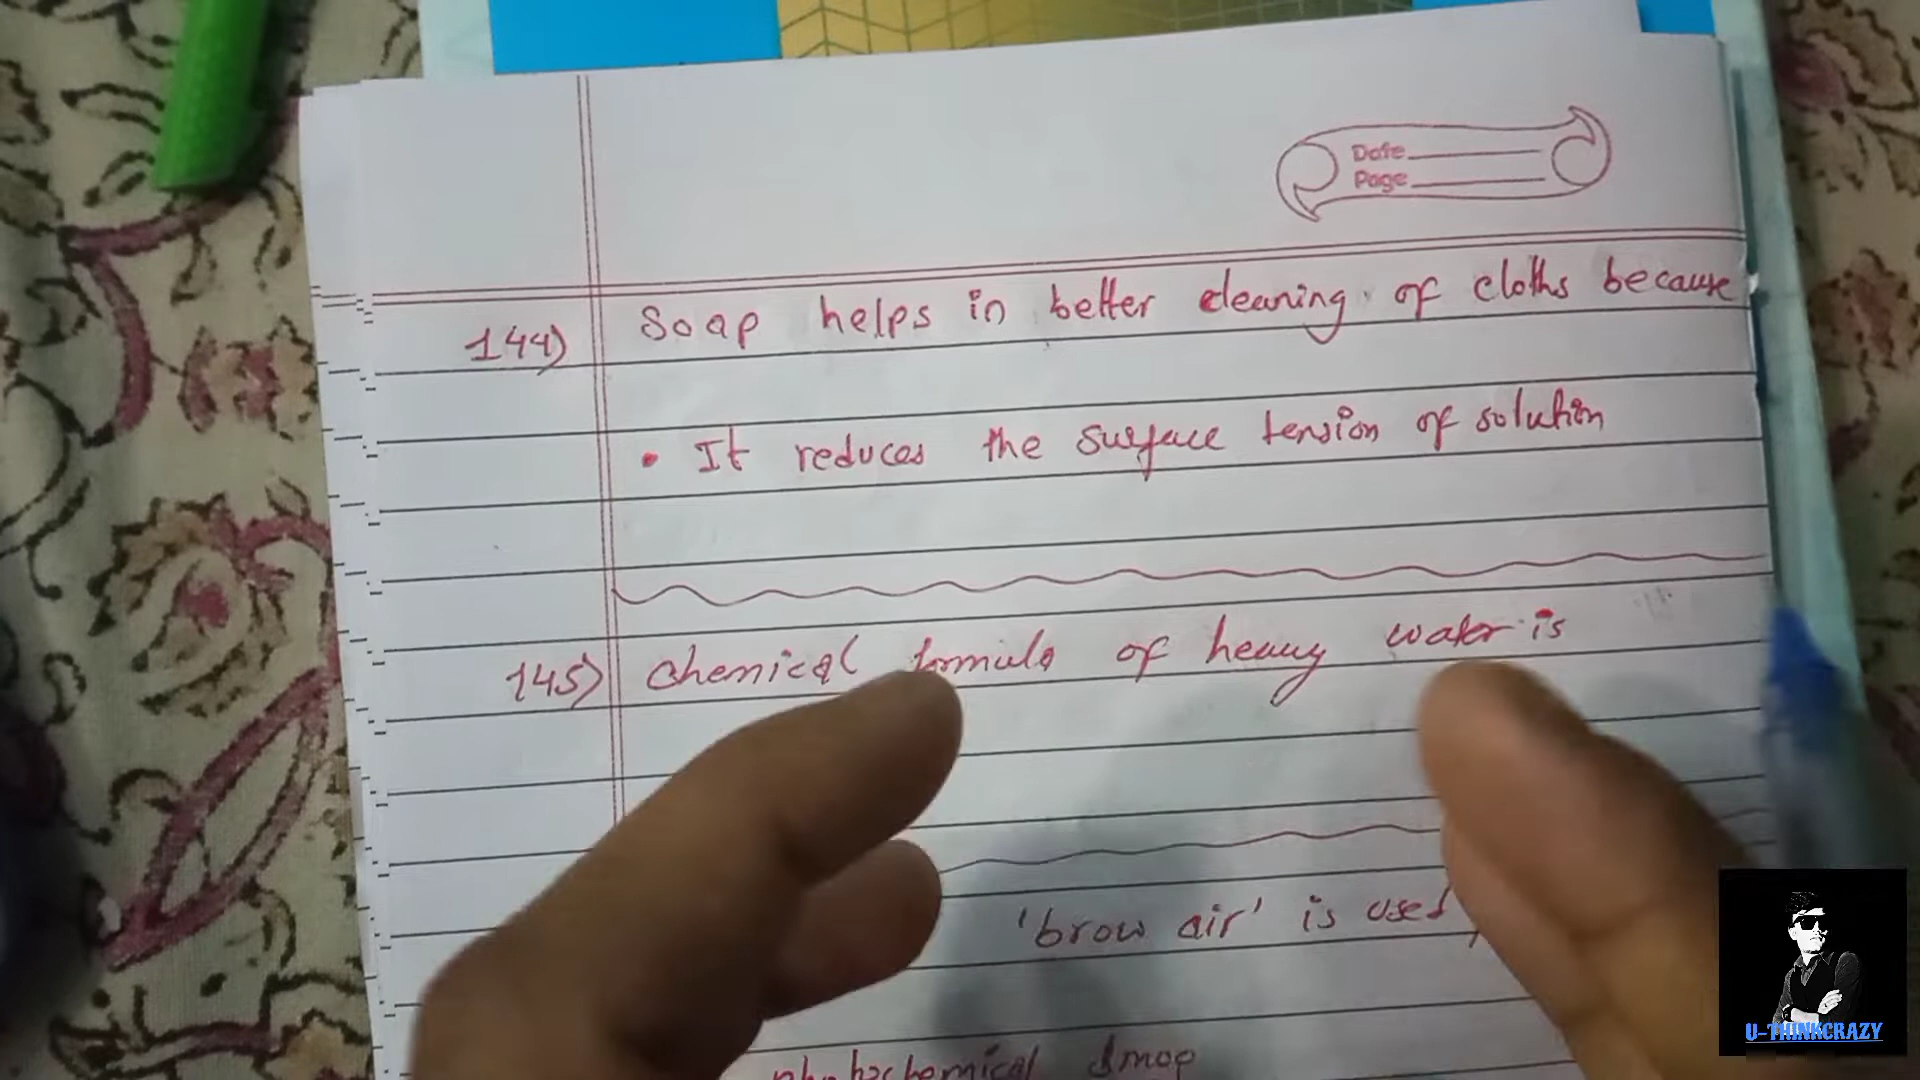 Date
Page
144) Soap helps in better cleaning of cloths because
• It reduces the surface tension of solution
145) Chemical formula of heavy water is
'brow air' is used
photochemical smog
U-THINKCRAZY